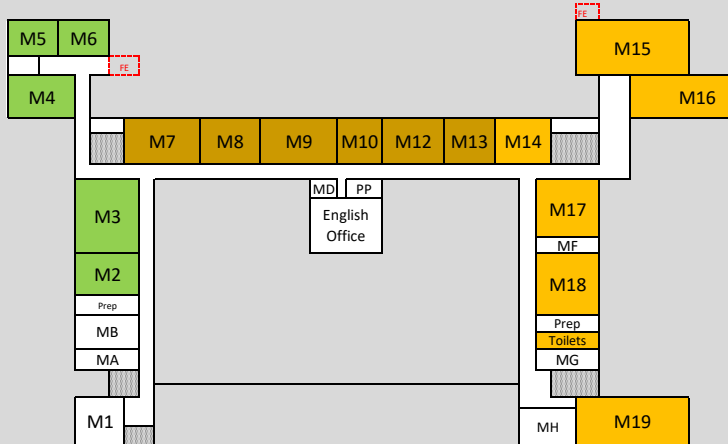 M5
M6
FE
M4
FE
M15
M16
M7
M8
M9
M10
M12
M13
M14
M3
MD
PP
English
Office
M17
MF
M2
M18
Prep
MB
MA
Prep
Toilets
MG
M1
MH
M19